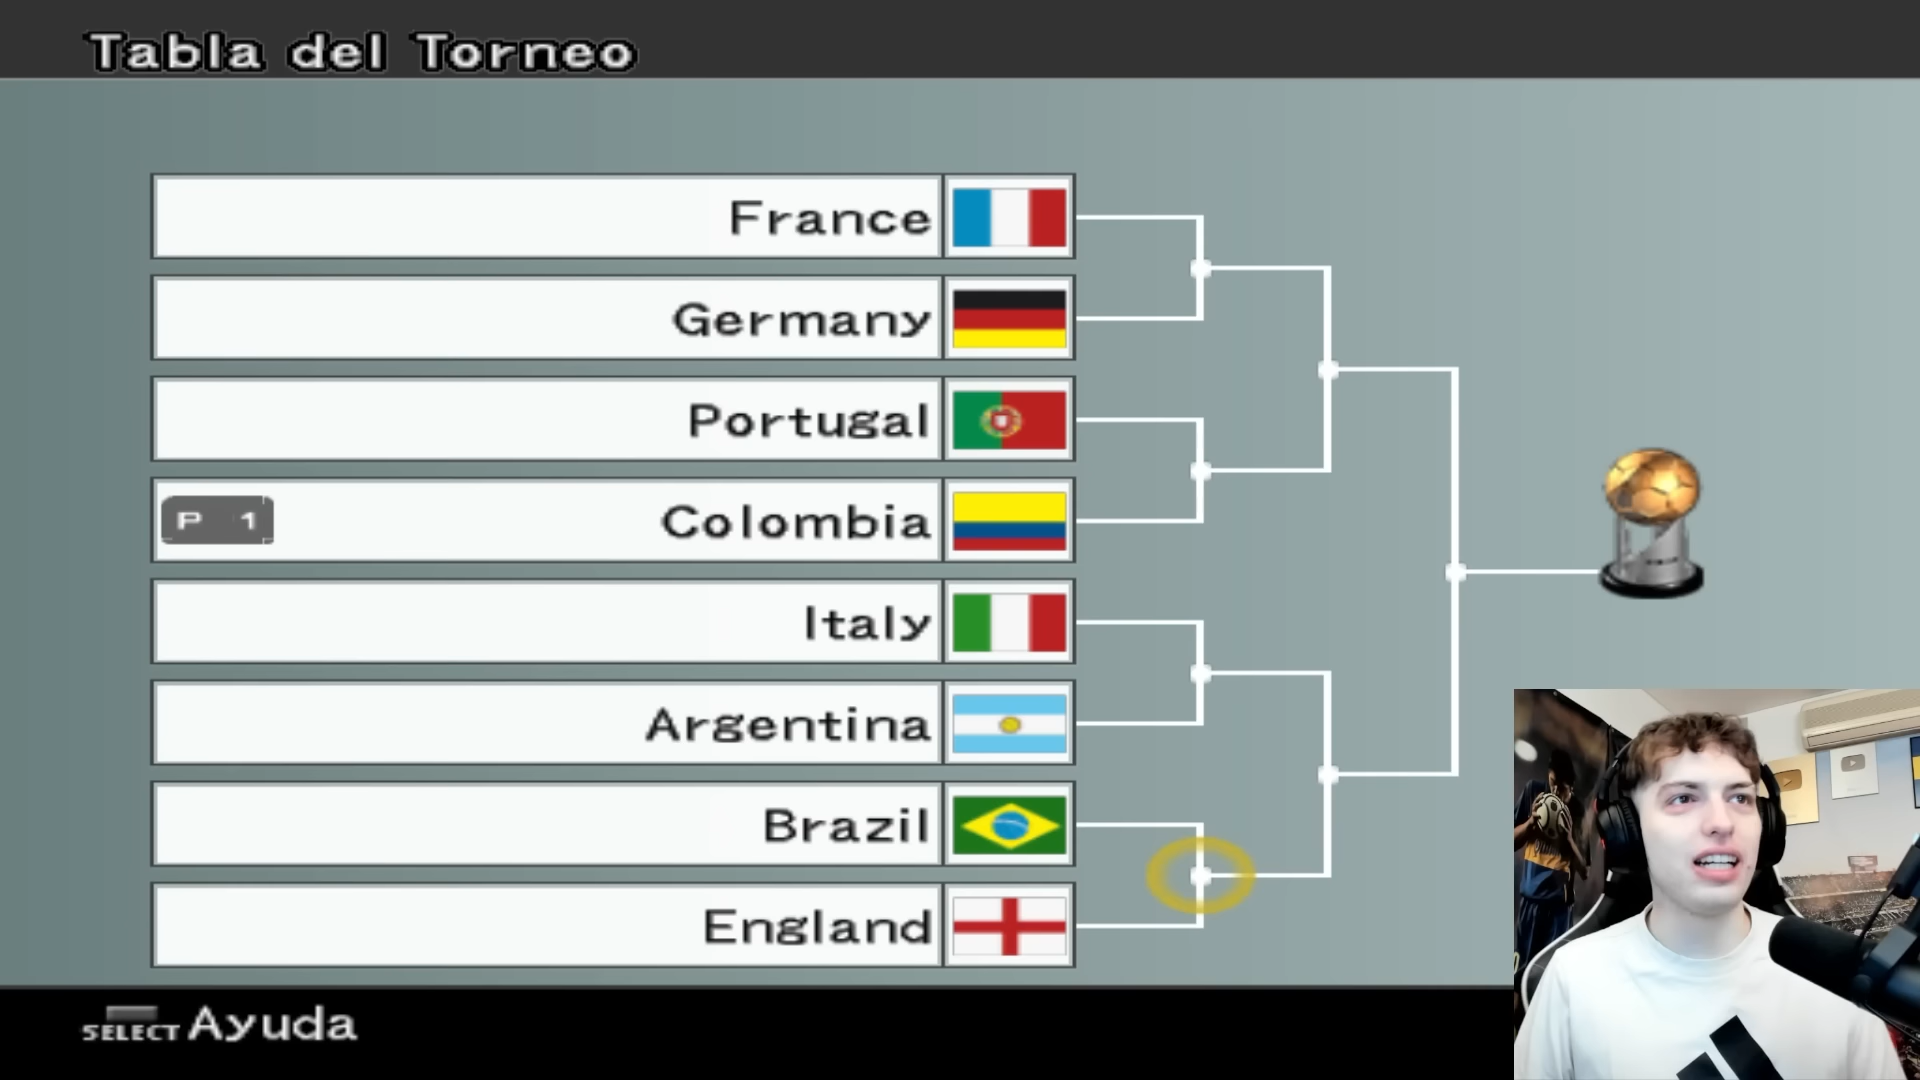 Tabla del Torneo
France
Germany
Portugal
P 1 Colombia
Italy
Argentina
Brazil
England
SELECT Ayuda